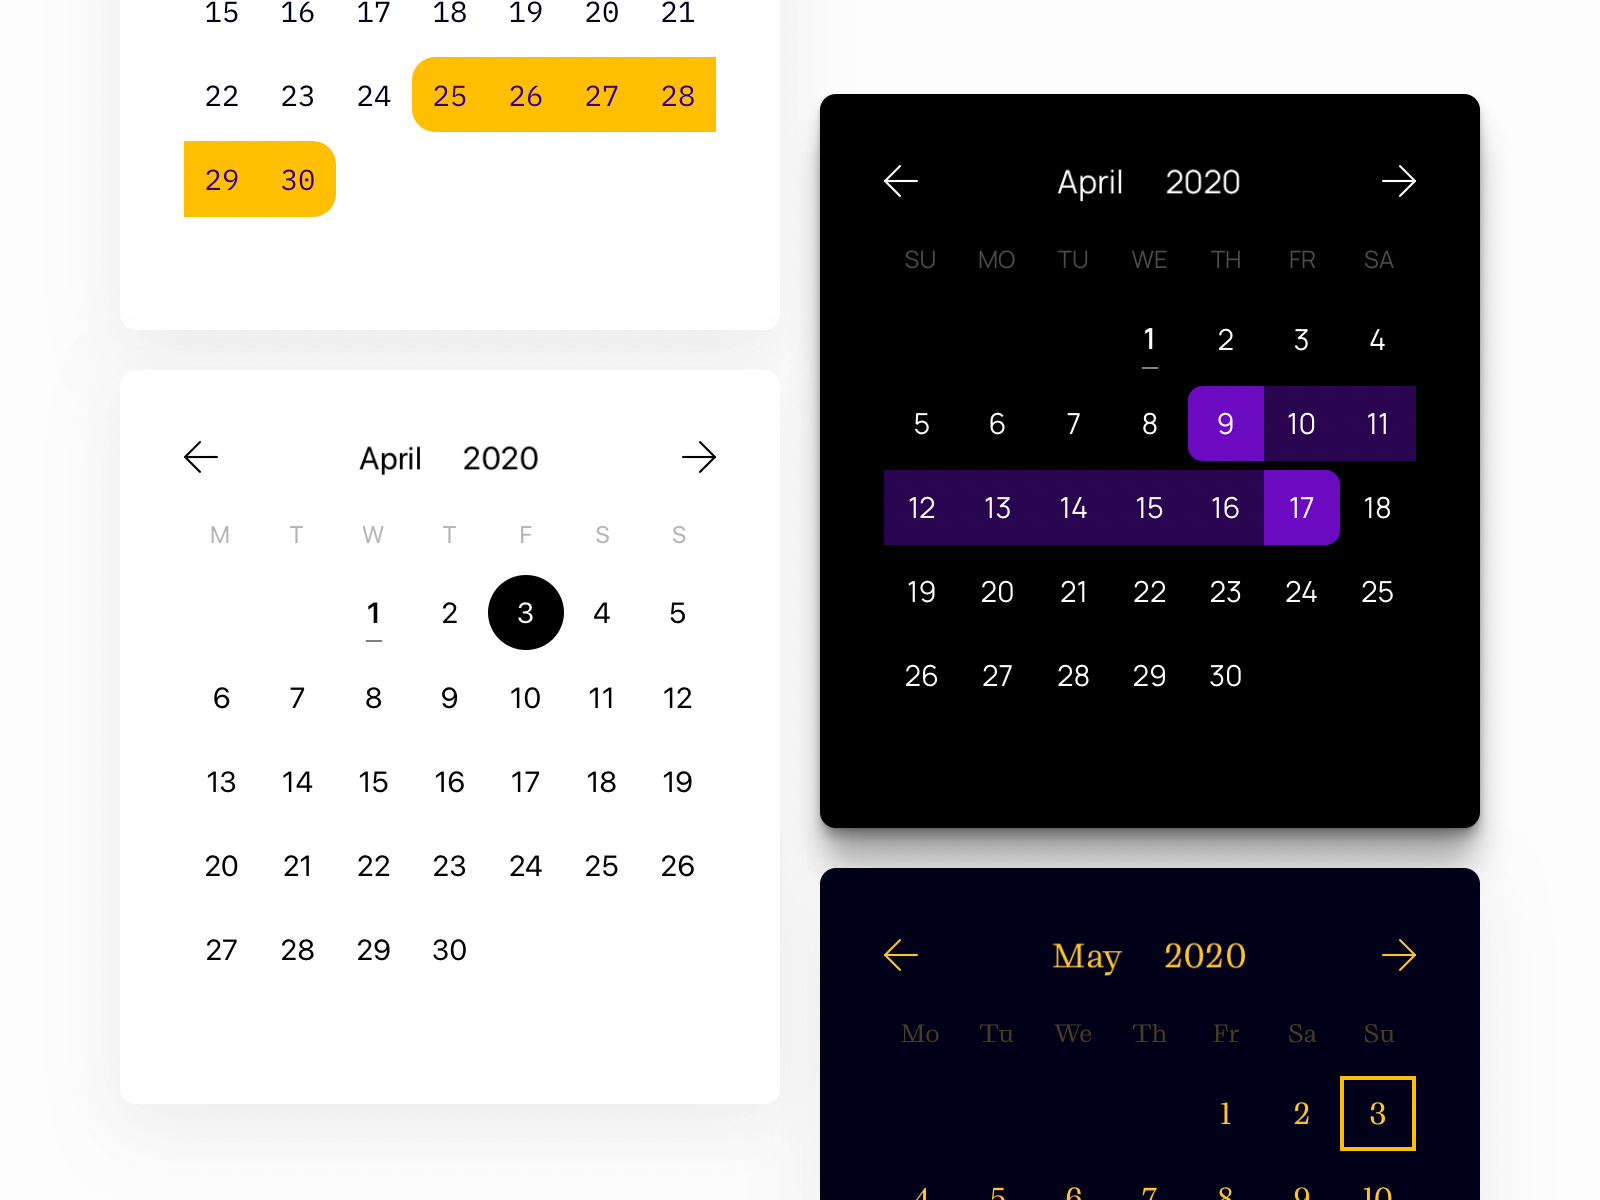 15 16 17 18 19 20 21
22 23 24 25 26 27 28
29 30
April 2020
M T W T F S S
1 2 3 4 5
6 7 8 9 10 11 12
13 14 15 16 17 18 19
20 21 22 23 24 25 26
27 28 29 30
April 2020
SU MO TU WE TH FR SA
1 2 3 4
5 6 7 8 9 10 11
12 13 14 15 16 17 18
19 20 21 22 23 24 25
26 27 28 29 30
May 2020
Mo Tu We Th Fr Sa Su
1 2 3
4 5 6 7 8 9 10